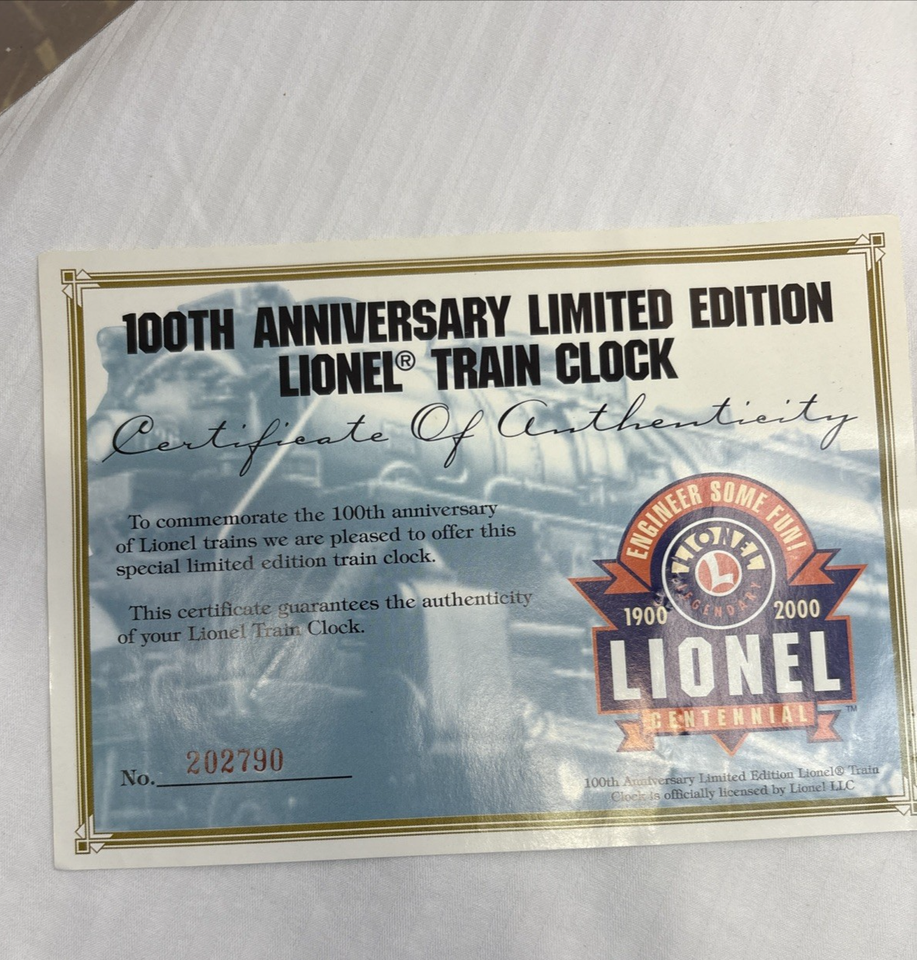 100TH ANNIVERSARY LIMITED EDITION
LIONEL® TRAIN CLOCK
Certificate Of Authenticity
To commemorate the 100th anniversary
of Lionel trains we are pleased to offer this
special limited edition train clock.
This certificate guarantees the authenticity
of your Lionel Train Clock.
No. 202790
ENGINEER SOME FUN!
LIONEL
L
LEGENDARY
1900 2000
LIONEL
CENTENNIAL
TM
100th Anniversary Limited Edition Lionel® Train
Clock is officially licensed by Lionel LLC